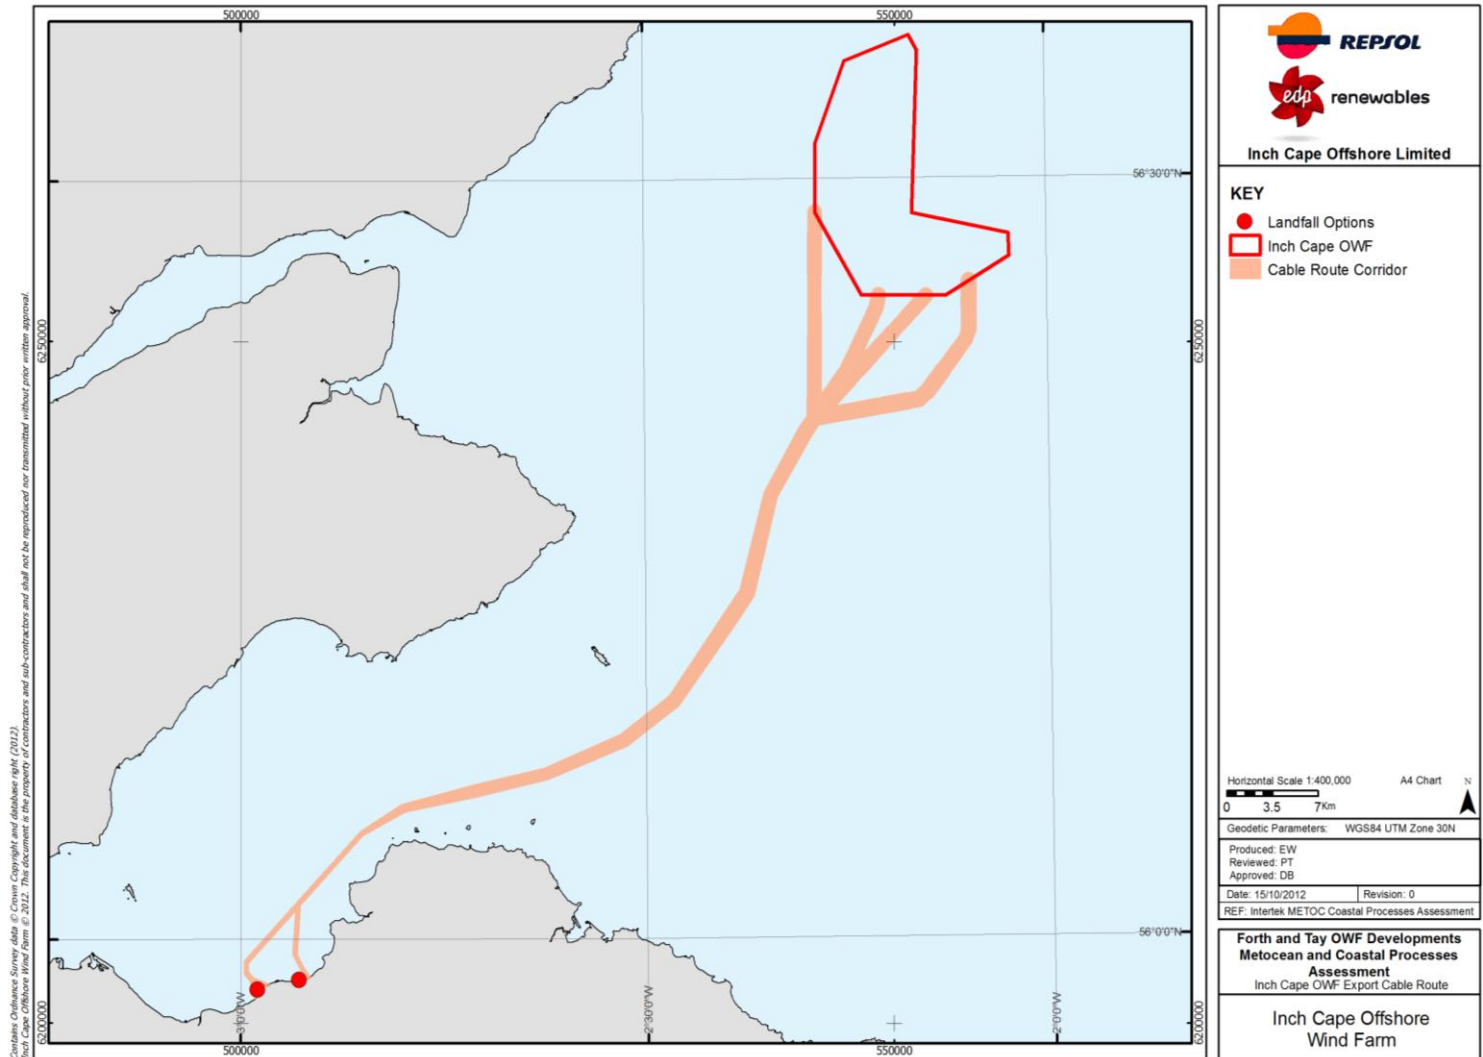 500000
550000
56°30'0"N
6250000
6250000
56°0'0"N
6200000
6200000
3°0'0"W
2°30'0"W
2°0'0"W
500000
550000
Contains Ordnance Survey data © Crown Copyright and database right (2012).
Inch Cape Offshore Wind Farm © 2012. This document is the property of contractors and sub-contractors and shall not be reproduced nor transmitted without prior written approval.
REPSOL
edp renewables
Inch Cape Offshore Limited
KEY
Landfall Options
Inch Cape OWF
Cable Route Corridor
Horizontal Scale 1:400,000 A4 Chart N
0 3.5 7Km
Geodetic Parameters: WGS84 UTM Zone 30N
Produced: EW
Reviewed: PT
Approved: DB
Date: 15/10/2012 Revision: 0
REF: Intertek METOC Coastal Processes Assessment
Forth and Tay OWF Developments
Metocean and Coastal Processes
Assessment
Inch Cape OWF Export Cable Route
Inch Cape Offshore
Wind Farm